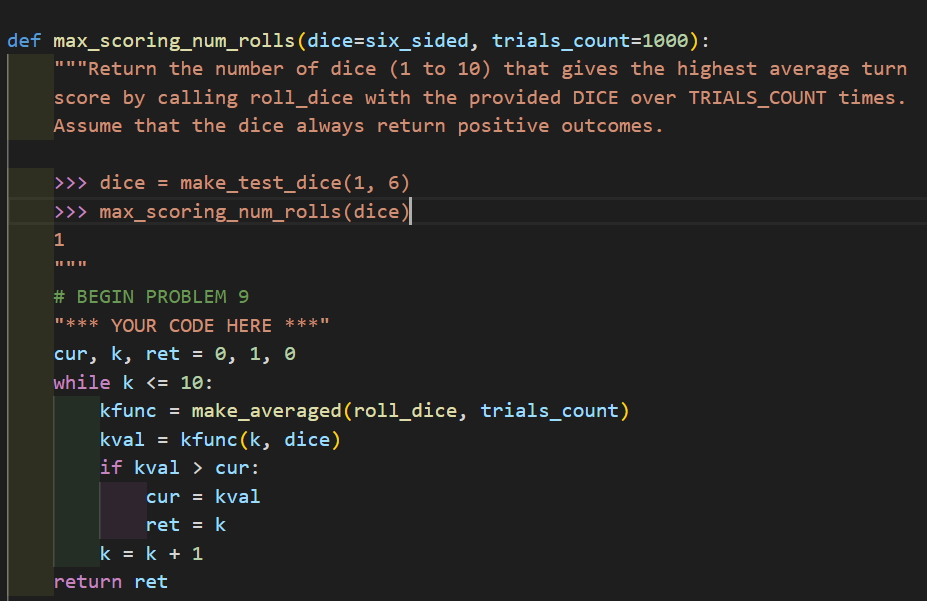 def max_scoring_num_rolls(dice=six_sided, trials_count=1000):
    """Return the number of dice (1 to 10) that gives the highest average turn
    score by calling roll_dice with the provided DICE over TRIALS_COUNT times.
    Assume that the dice always return positive outcomes.

    >>> dice = make_test_dice(1, 6)
    >>> max_scoring_num_rolls(dice)
    1
    """
    # BEGIN PROBLEM 9
    "*** YOUR CODE HERE ***"
    cur, k, ret = 0, 1, 0
    while k <= 10:
        kfunc = make_averaged(roll_dice, trials_count)
        kval = kfunc(k, dice)
        if kval > cur:
            cur = kval
            ret = k
        k = k + 1
    return ret